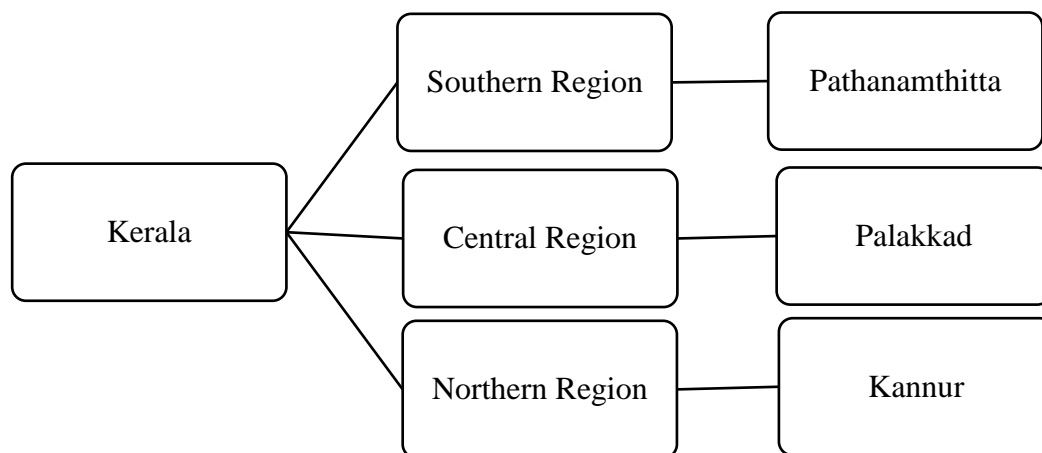 Southern Region
Pathanamthitta
Kerala
Central Region
Palakkad
Northern Region
Kannur